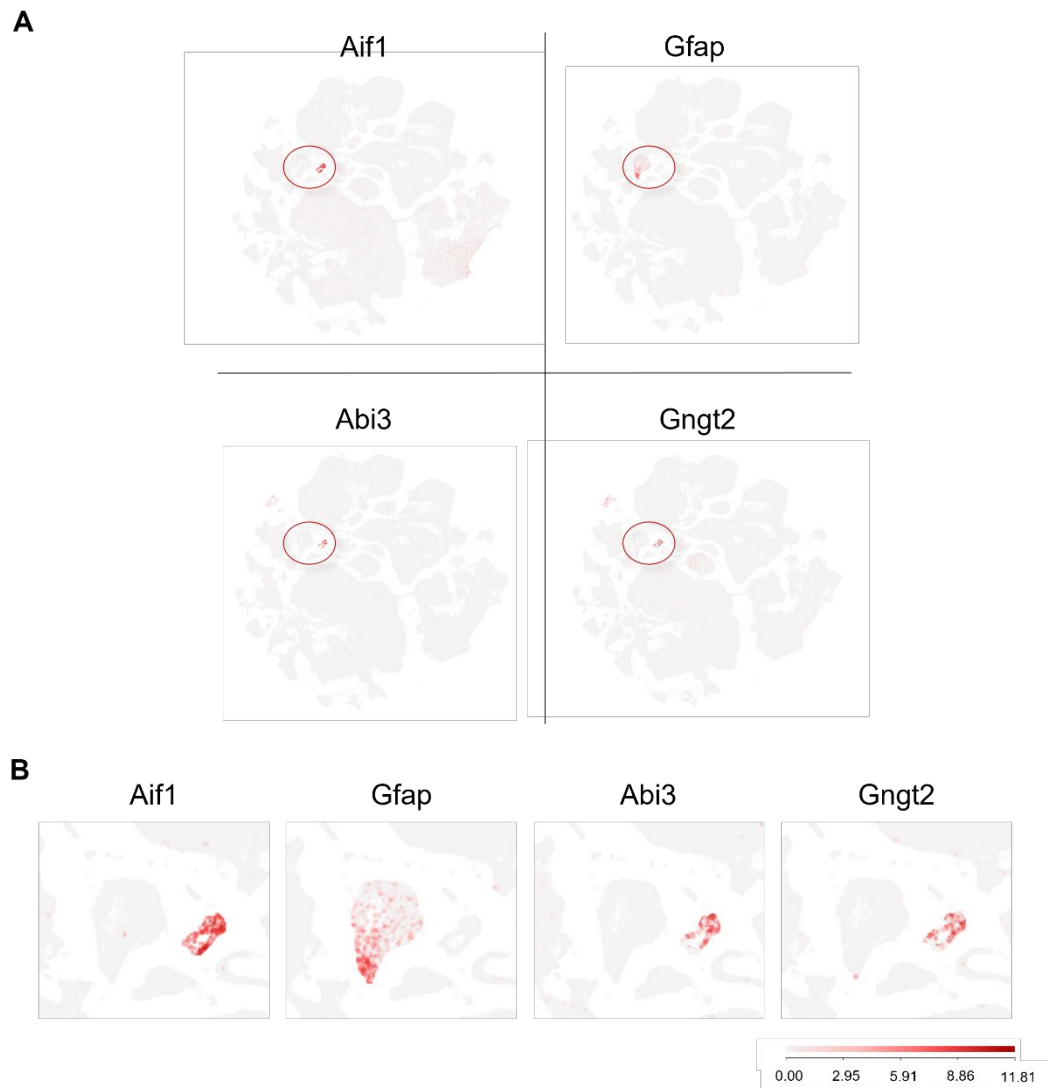 A
Aif1
Gfap
Abi3
Gngt2
B
Aif1
Gfap
Abi3
Gngt2
0.00 2.95 5.91 8.86 11.81